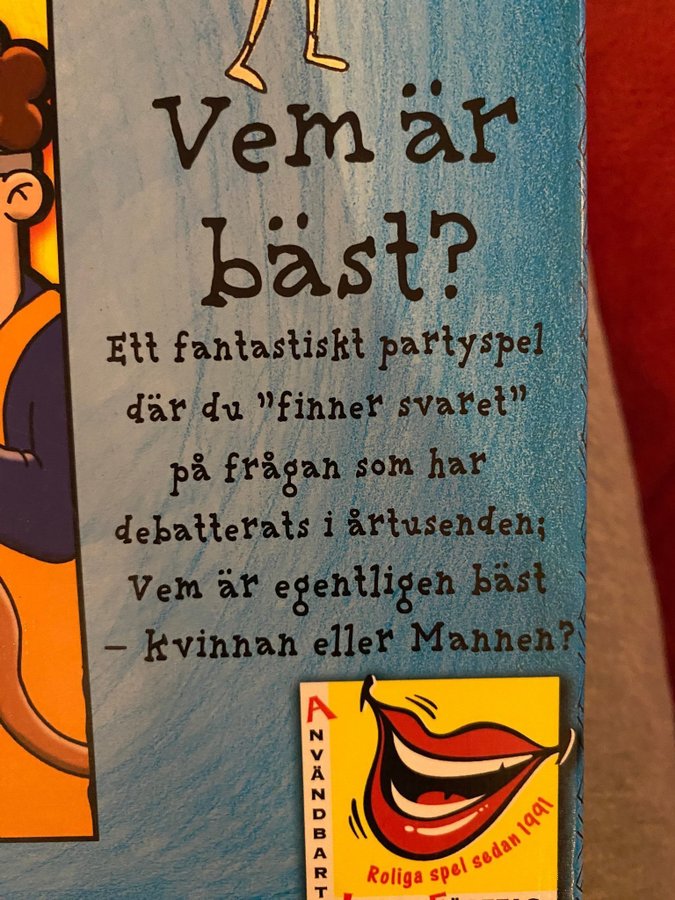 Vem är
bäst?
Ett fantastiskt partyspel
där du ”finner svaret”
på frågan som har
debatterats i årtusenden;
Vem är egentligen bäst
– kvinnan eller Mannen?
ANVÄNDBART
Roliga spel sedan 1991